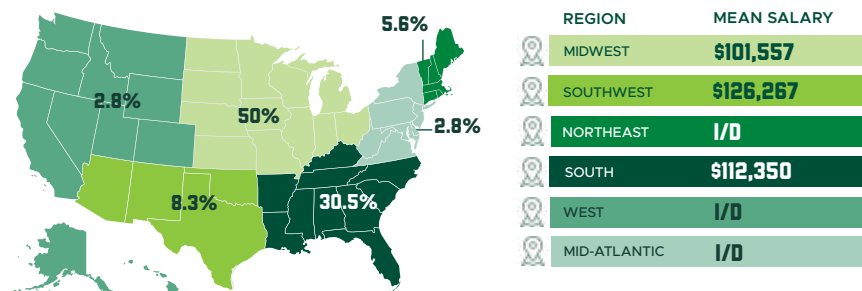 5.6%
2.8%
50%
2.8%
8.3%
30.5%
REGION MEAN SALARY
MIDWEST $101,557
SOUTHWEST $126,267
NORTHEAST I/D
SOUTH $112,350
WEST I/D
MID-ATLANTIC I/D